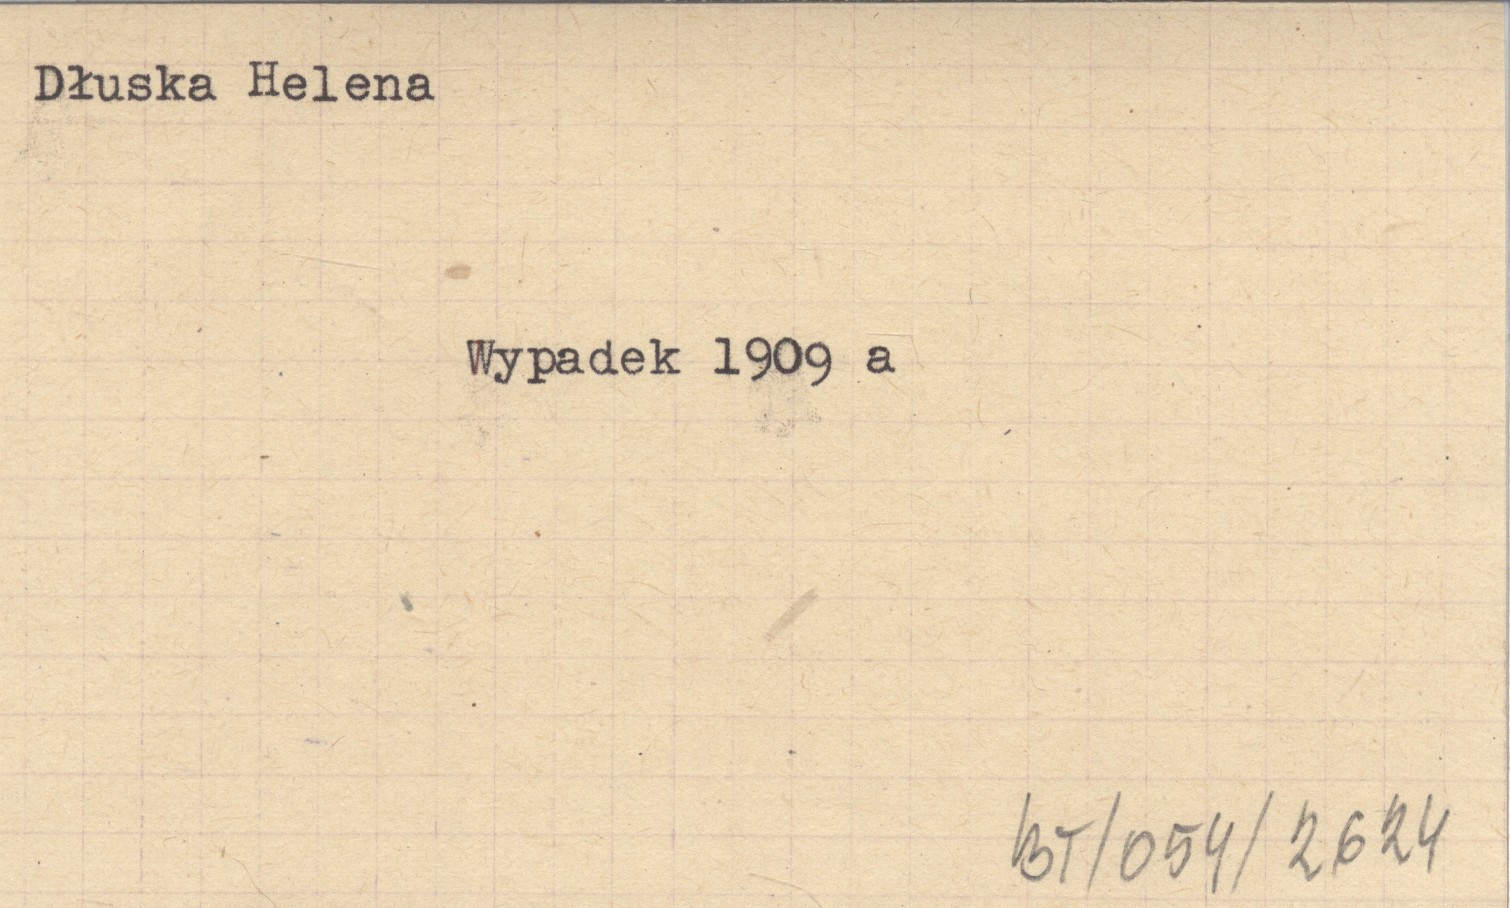 Dłuska Helena
Wypadek 1909 a
BT/054/2624